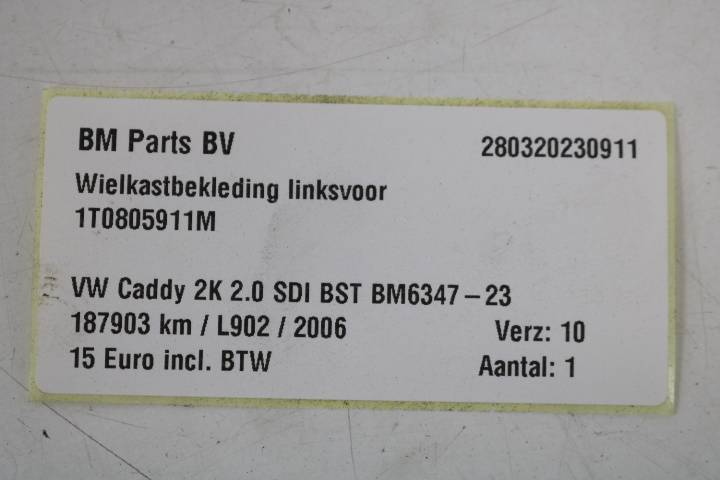 BM Parts BV 280320230911
Wielkastbekleding linksvoor
1T0805911M
VW Caddy 2K 2.0 SDI BST BM6347-23
187903 km / L902 / 2006 Verz: 10
15 Euro incl. BTW Aantal: 1